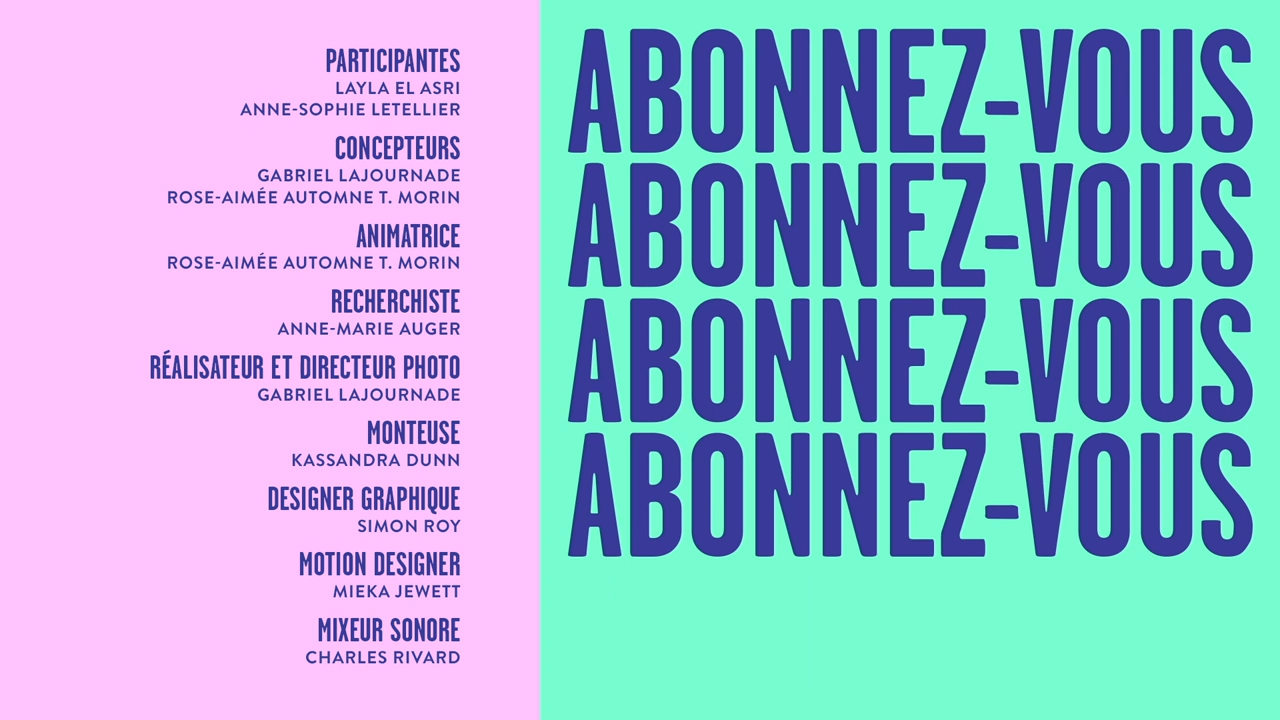 PARTICIPANTES
LAYLA EL ASRI
ANNE-SOPHIE LETELLIER
CONCEPTEURS
GABRIEL LAJOURNADE
ROSE-AIMÉE AUTOMNE T. MORIN
ANIMATRICE
ROSE-AIMÉE AUTOMNE T. MORIN
RECHERCHISTE
ANNE-MARIE AUGER
RÉALISATEUR ET DIRECTEUR PHOTO
GABRIEL LAJOURNADE
MONTEUSE
KASSANDRA DUNN
DESIGNER GRAPHIQUE
SIMON ROY
MOTION DESIGNER
MIEKA JEWETT
MIXEUR SONORE
CHARLES RIVARD
ABONNEZ-VOUS
ABONNEZ-VOUS
ABONNEZ-VOUS
ABONNEZ-VOUS